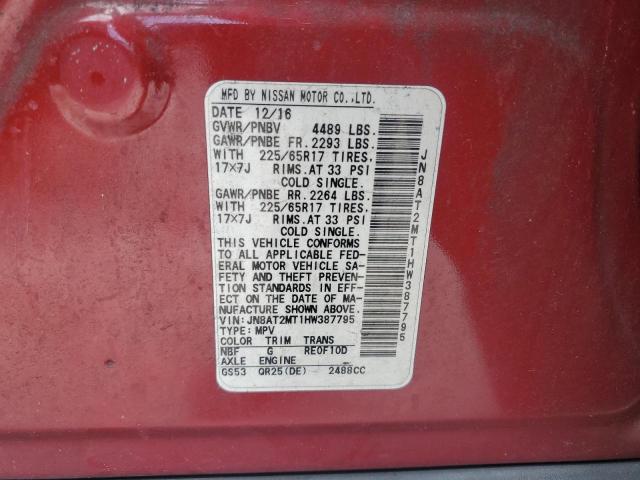 MFD BY NISSAN MOTOR CO.,LTD.
DATE 12/16
GVWR/PNBV 4489 LBS.
GAWR/PNBE FR. 2293 LBS.
WITH 225/65R17 TIRES.
17x7J RIMS.AT 33 PSI
COLD SINGLE.
GAWR/PNBE RR. 2264 LBS.
WITH 225/65R17 TIRES.
17x7J RIMS.AT 33 PSI
COLD SINGLE.
THIS VEHICLE CONFORMS
TO ALL APPLICABLE FED-
ERAL MOTOR VEHICLE SA-
FETY AND THEFT PREVEN-
TION STANDARDS IN EFF-
ECT ON THE DATE OF MA-
NUFACTURE SHOWN ABOVE.
VIN: JN8AT2MT1HW387795
TYPE: MPV
COLOR TRIM TRANS
NBF G RE0F10D
AXLE ENGINE
GS53 QR25(DE) - 2488CC
JN8AT2MT1HW387795